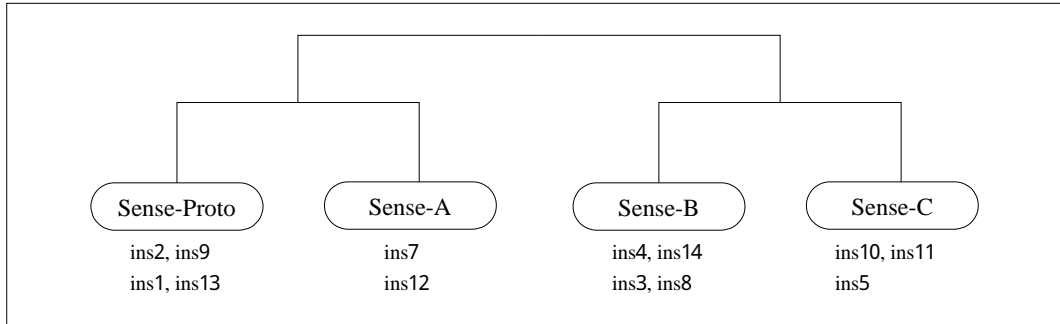 Sense-Proto Sense-A Sense-B Sense-C
ins2, ins9 ins7 ins4, ins14 ins10, ins11
ins1, ins13 ins12 ins3, ins8 ins5